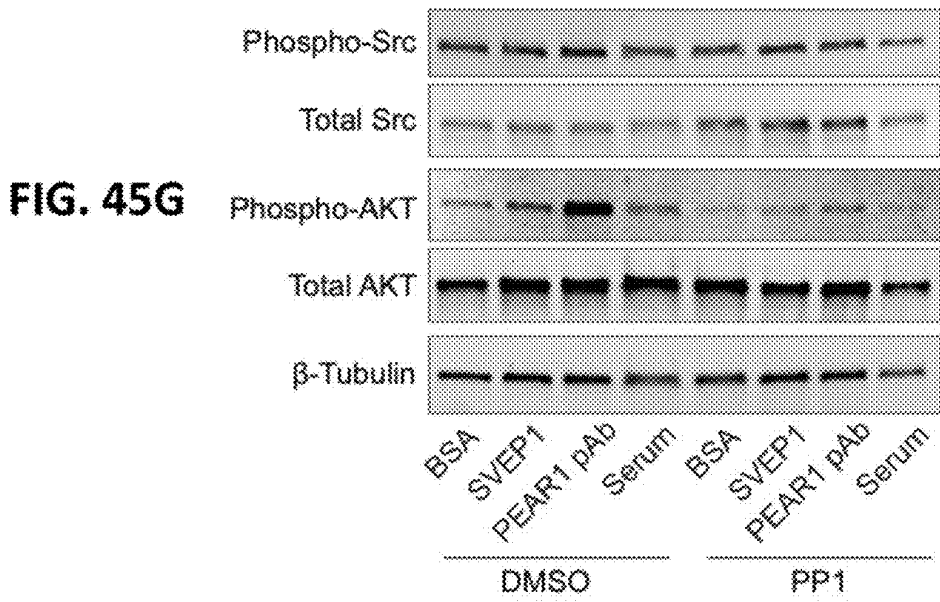 Phospho-Src
Total Src
FIG. 45G
Phospho-AKT
Total AKT
β-Tubulin
BSA SVEP1 PEAR1 pAb Serum BSA SVEP1 PEAR1 pAb Serum
DMSO PP1